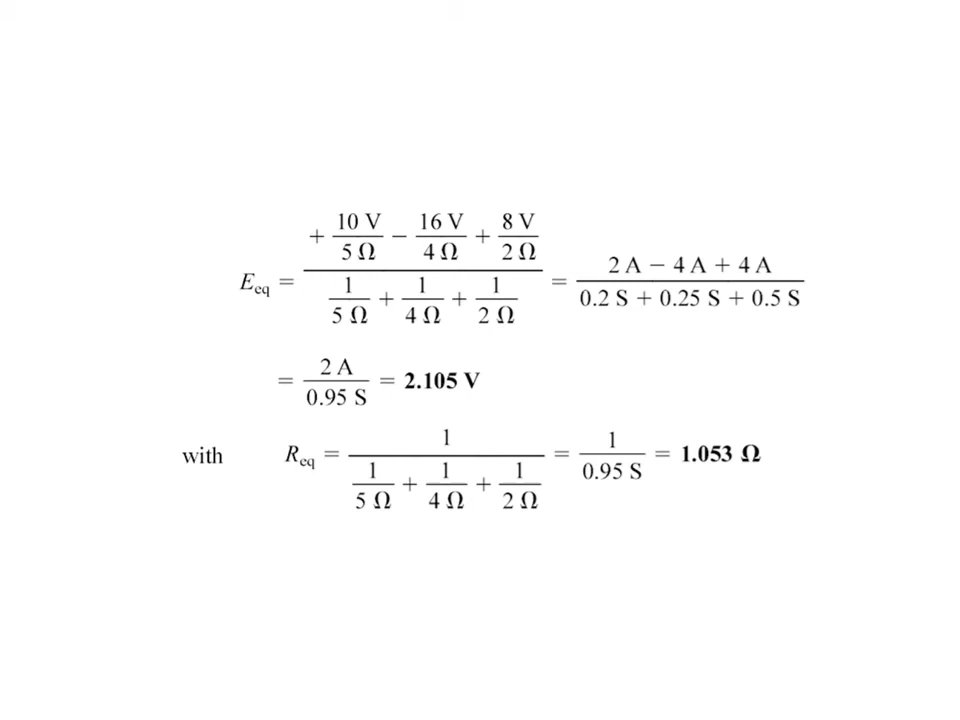 E_eq = (+ 10 V / 5 Ω − 16 V / 4 Ω + 8 V / 2 Ω) / (1 / 5 Ω + 1 / 4 Ω + 1 / 2 Ω) = (2 A − 4 A + 4 A) / (0.2 S + 0.25 S + 0.5 S)
= 2 A / 0.95 S = 2.105 V
with R_eq = 1 / (1 / 5 Ω + 1 / 4 Ω + 1 / 2 Ω) = 1 / 0.95 S = 1.053 Ω